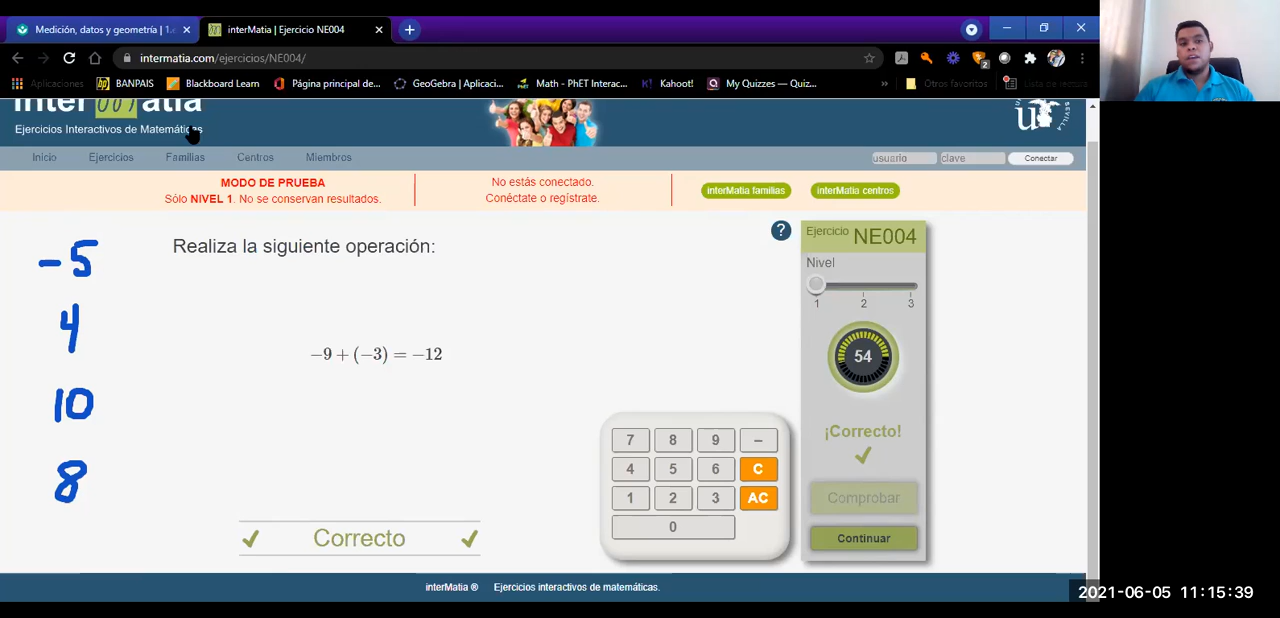 Medición, datos y geometría | 1.
interMatia | Ejercicio NE004
intermatia.com/ejercicios/NE004/
Aplicaciones
BANPAIS
Blackboard Learn
Página principal de...
GeoGebra (Aplicaci...
Math - PhET Interac...
Kahoot!
My Quizzes — Quiz...
Otros favoritos
Lista de lectura
inter matia
Ejercicios Interactivos de Matemáticas
SEVILLA
Inicio
Ejercicios
Familias
Centros
Miembros
usuario
clave
Conectar
MODO DE PRUEBA
Sólo NIVEL 1. No se conservan resultados.
No estás conectado.
Conéctate o regístrate.
interMatia familias
interMatia centros
-5
4
10
8
Realiza la siguiente operación:
?
−9 + (−3) = −12
Correcto
7 8 9 −
4 5 6 C
1 2 3 AC
0
Ejercicio NE004
Nivel
1 2 3
54
¡Correcto!
Comprobar
Continuar
interMatia ® Ejercicios interactivos de matemáticas.
2021-06-05 11:15:39